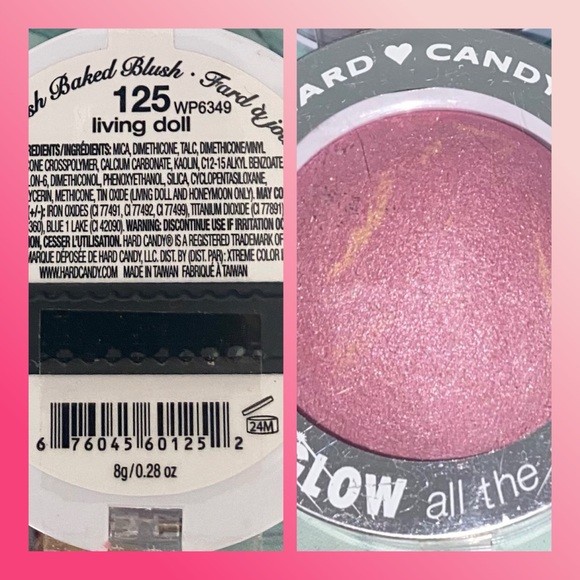 sh Baked Blush · Fard à jou
125 WP6349
living doll
REDIENTS/INGRÉDIENTS: MICA, DIMETHICONE, TALC, DIMETHICONE/VINYL
CONE CROSSPOLYMER, CALCIUM CARBONATE, KAOLIN, C12-15 ALKYL BENZOATE
LON-6, DIMETHICONOL, PHENOXYETHANOL, SILICA, CYCLOPENTASILOXANE,
YCERIN, METHICONE, TIN OXIDE (LIVING DOLL AND HONEYMOON ONLY). MAY CO
(+/-): IRON OXIDES (CI 77491, CI 77492, CI 77499), TITANIUM DIOXIDE (CI 77891)
360), BLUE 1 LAKE (CI 42090). WARNING: DISCONTINUE USE IF IRRITATION OC
ION, CESSER L'UTILISATION. HARD CANDY® IS A REGISTERED TRADEMARK OF
MARQUE DÉPOSÉE DE HARD CANDY, LLC. DIST. BY (DIST. PAR): XTREME COLOR I
WWW.HARDCANDY.COM MADE IN TAIWAN FABRIQUÉ À TAIWAN
6 76045 60125 2
24M
8g/0.28 oz
ARD ♥ CANDY
GLOW all the